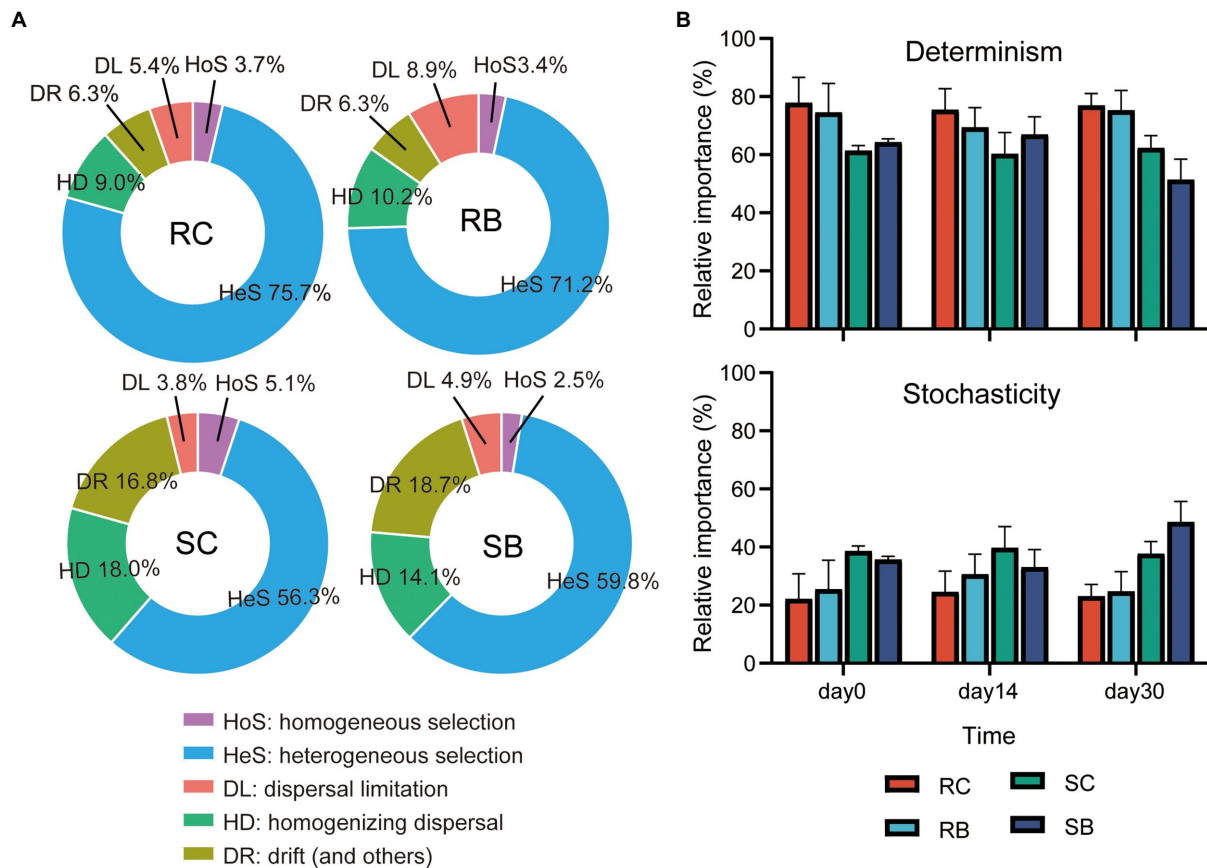 A
DL 5.4%
HoS 3.7%
DR 6.3%
HD 9.0%
RC
HeS 75.7%
DL 8.9%
HoS3.4%
DR 6.3%
HD 10.2%
RB
HeS 71.2%
DL 3.8%
HoS 5.1%
DR 16.8%
SC
HD 18.0%
HeS 56.3%
DL 4.9%
HoS 2.5%
DR 18.7%
SB
HD 14.1%
HeS 59.8%
HoS: homogeneous selection
HeS: heterogeneous selection
DL: dispersal limitation
HD: homogenizing dispersal
DR: drift (and others)
B
Determinism
Relative importance (%)
100
80
60
40
20
0
Stochasticity
Relative importance (%)
100
80
60
40
20
0
day0 day14 day30
Time
RC SC
RB SB